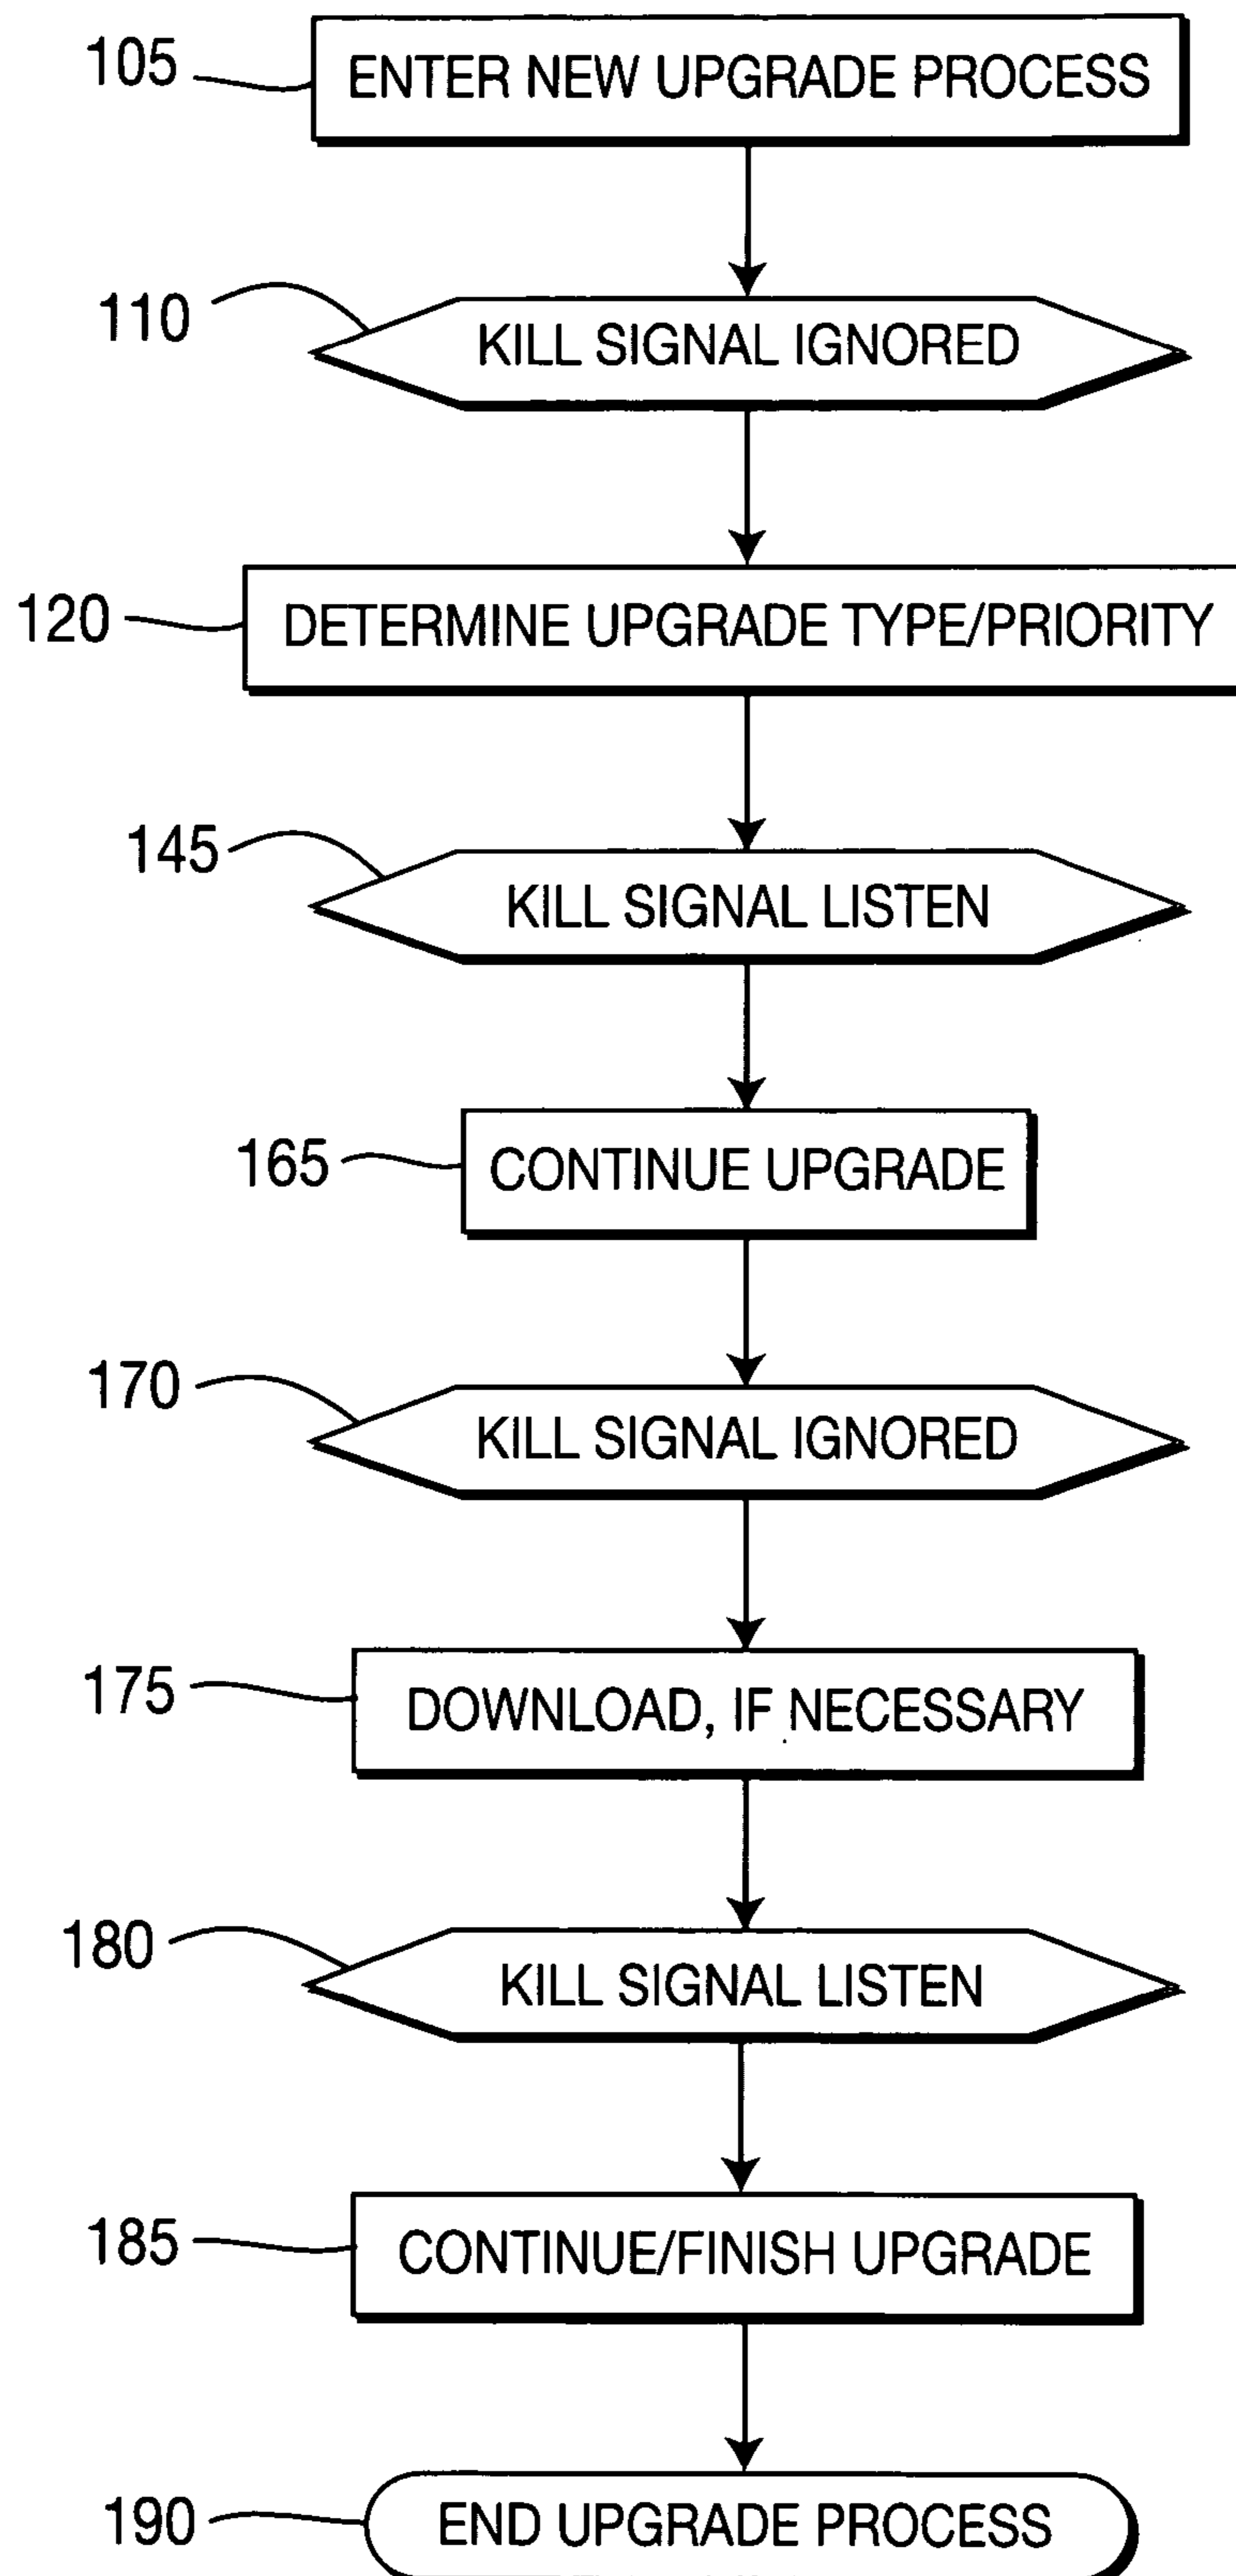 105 ENTER NEW UPGRADE PROCESS
110 KILL SIGNAL IGNORED
120 DETERMINE UPGRADE TYPE/PRIORITY
145 KILL SIGNAL LISTEN
165 CONTINUE UPGRADE
170 KILL SIGNAL IGNORED
175 DOWNLOAD, IF NECESSARY
180 KILL SIGNAL LISTEN
185 CONTINUE/FINISH UPGRADE
190 END UPGRADE PROCESS